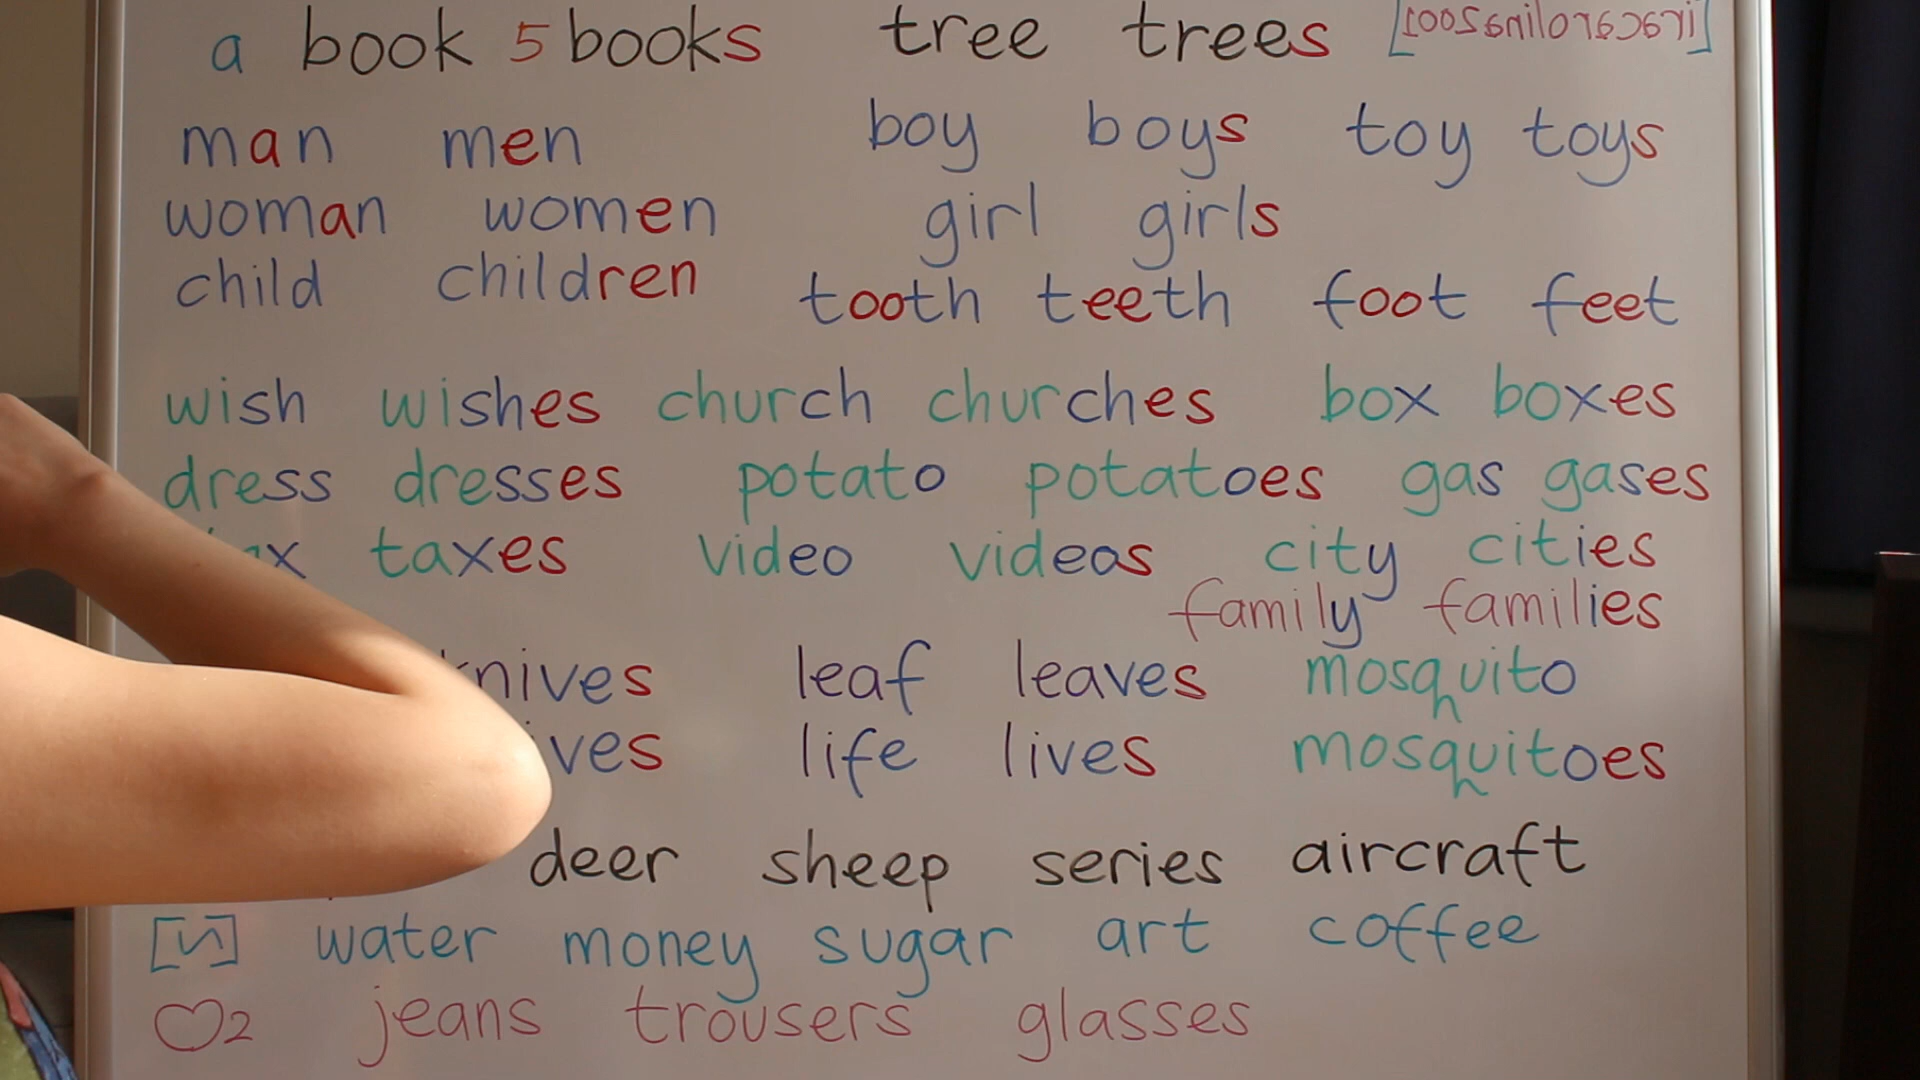 a book 5 books tree trees
man men boy boys toy toys
woman women girl girls
child children tooth teeth foot feet
wish wishes church churches box boxes
dress dresses potato potatoes gas gases
taxes video videos city cities
family families
knives leaf leaves mosquito
ves life lives mosquitoes
deer sheep series aircraft
water money sugar art coffee
♡2 jeans trousers glasses